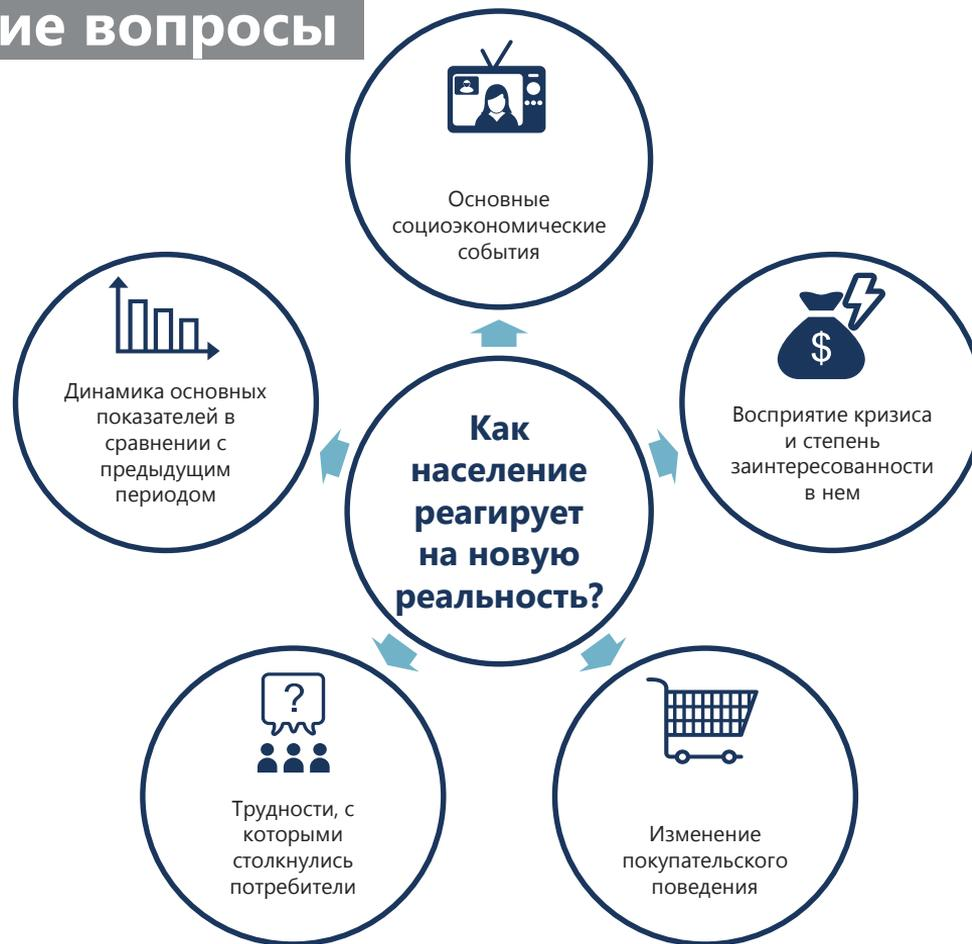 ие вопросы
Основные
социоэкономические
события
Динамика основных
показателей в
сравнении с
предыдущим
периодом
$
Восприятие кризиса
и степень
заинтересованности
в нем
Как
население
реагирует
на новую
реальность?
?
Трудности, с
которыми
столкнулись
потребители
Изменение
покупательского
поведения